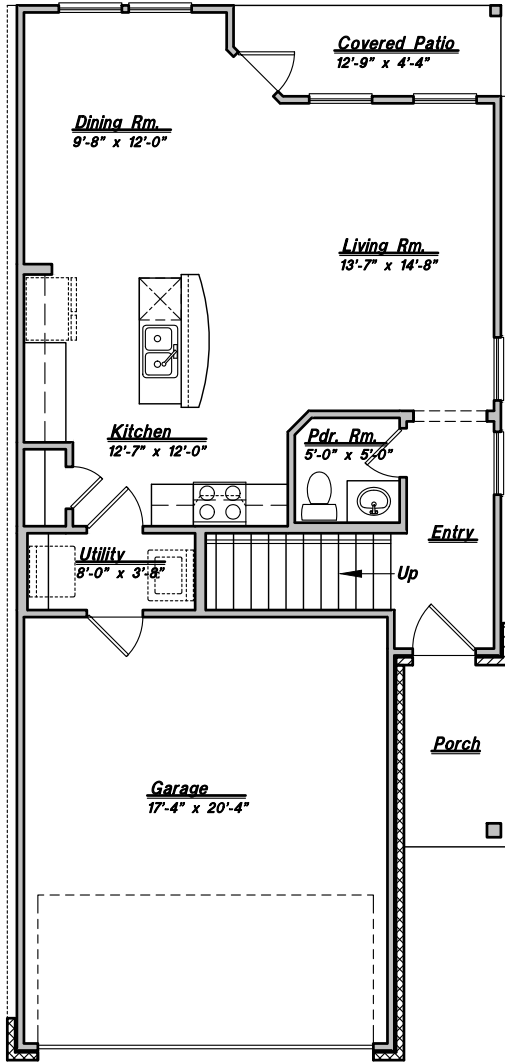 Covered Patio
12'-9" x 4'-4"
Dining Rm.
9'-8" x 12'-0"
Living Rm.
13'-7" x 14'-8"
Kitchen
12'-7" x 12'-0"
Pdr. Rm.
5'-0" x 5'-0"
Entry
Utility
8'-0" x 3'-8"
Up
Porch
Garage
17'-4" x 20'-4"